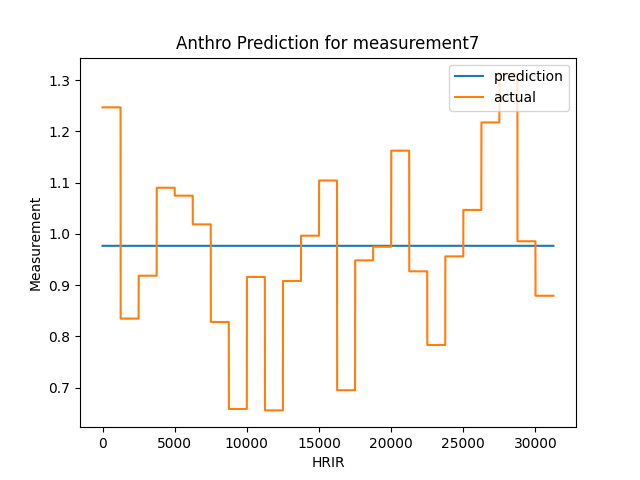 Anthro Prediction for measurement7
prediction
actual
Measurement
1.3
1.2
1.1
1.0
0.9
0.8
0.7
0 5000 10000 15000 20000 25000 30000
HRIR